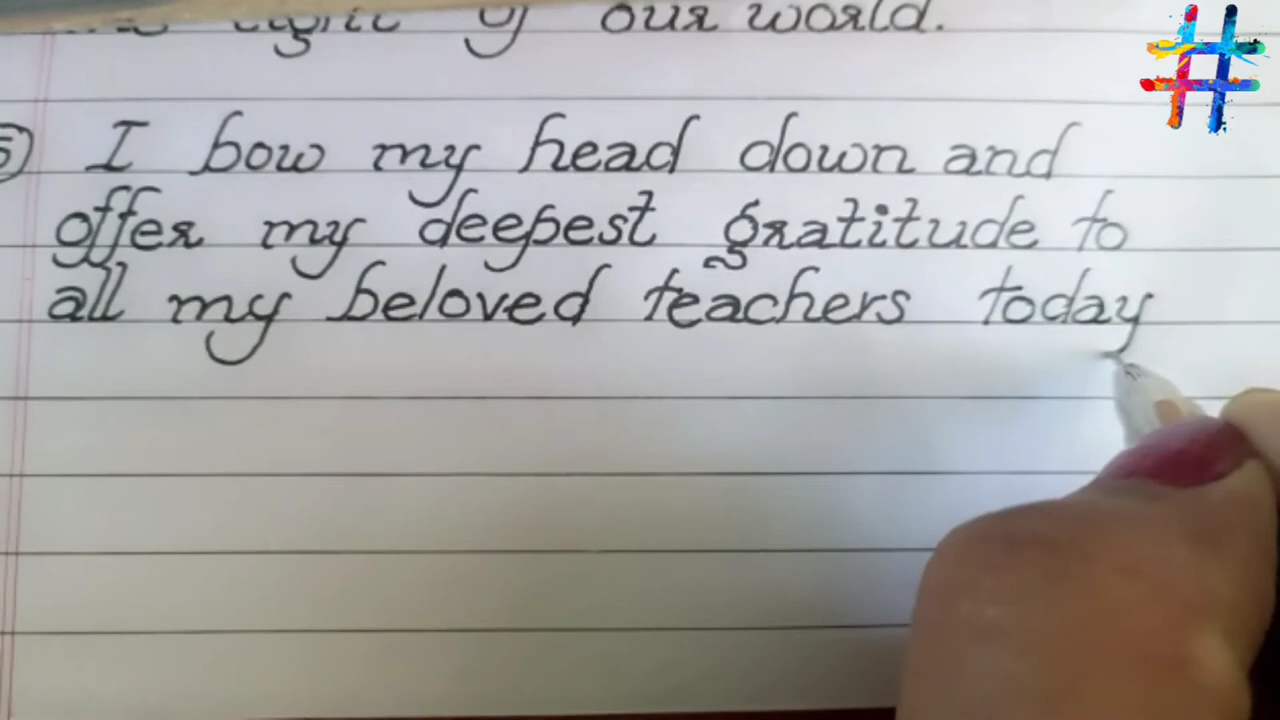 our world.
5) I bow my head down and
offer my deepest gratitude to
all my beloved teachers today